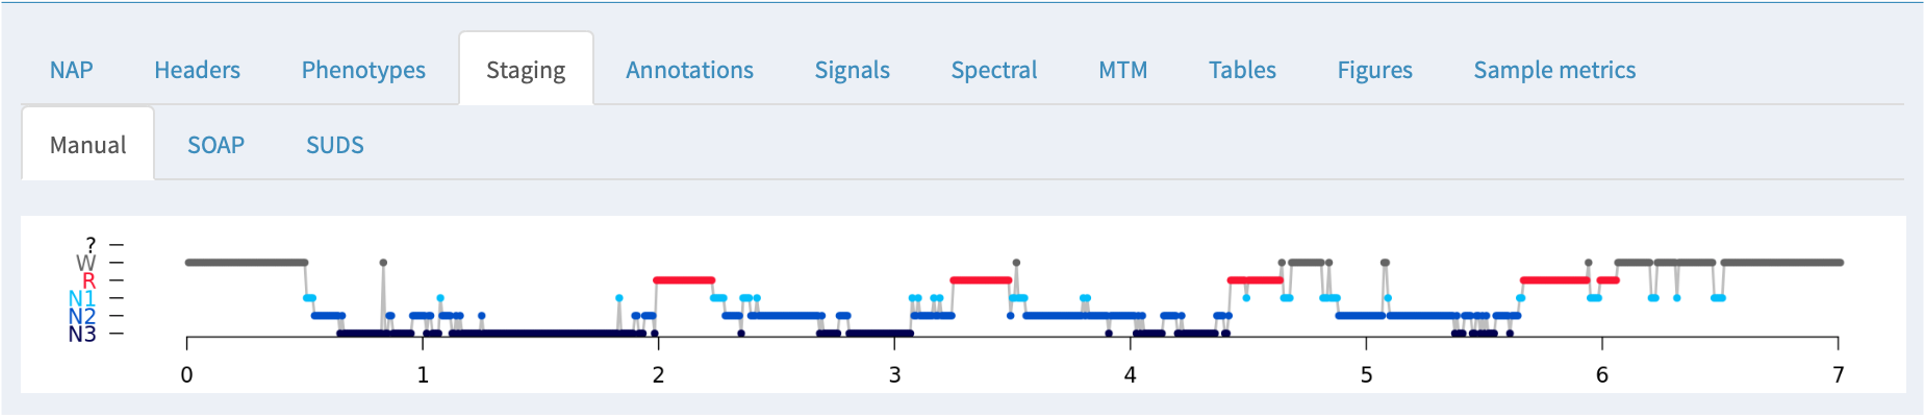 NAP Headers Phenotypes Staging Annotations Signals Spectral MTM Tables Figures Sample metrics
Manual SOAP SUDS
?
W
R
N1
N2
N3
0 1 2 3 4 5 6 7